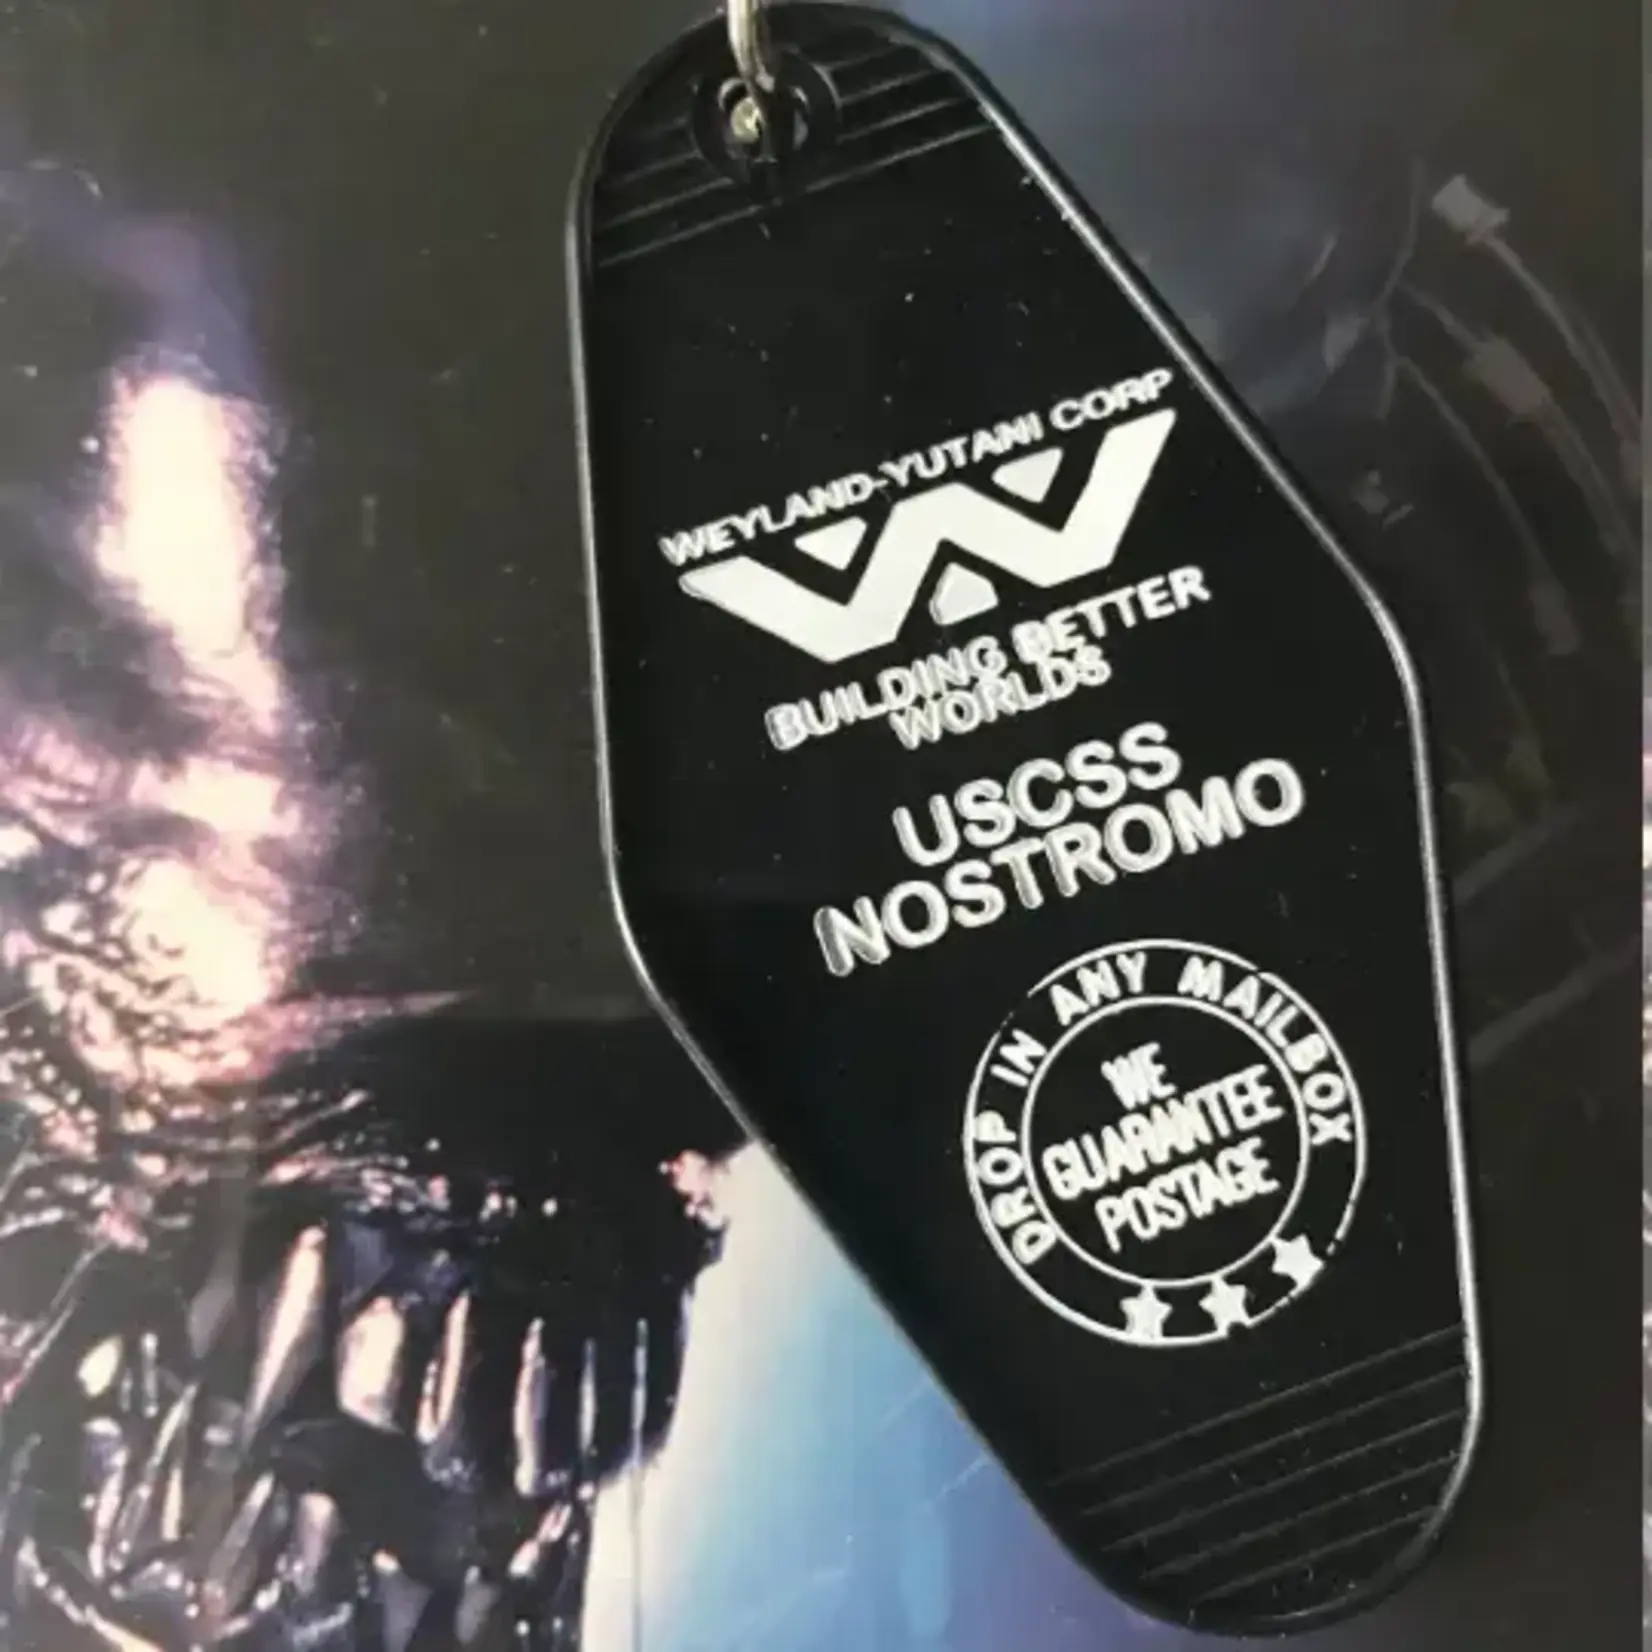 WEYLAND-YUTANI CORP
BUILDING BETTER
WORLDS
USCSS
NOSTROMO
DROP IN ANY MAILBOX
WE
GUARANTEE
POSTAGE